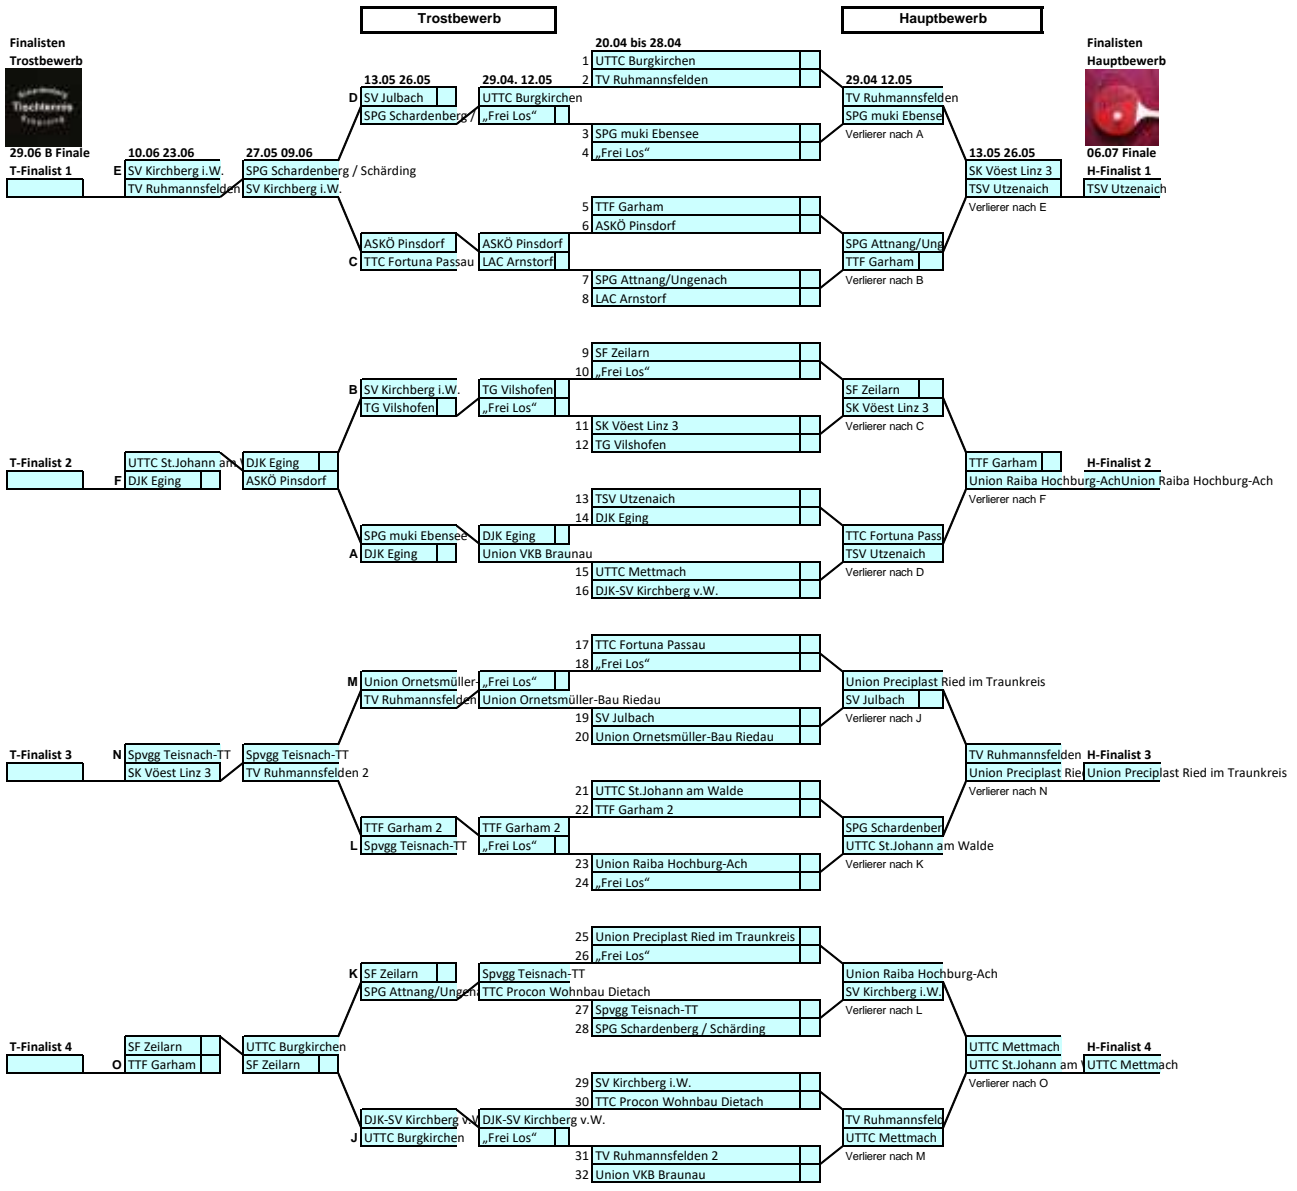 Trostbewerb
Hauptbewerb
Finalisten
Trostbewerb
20.04 bis 28.04
Finalisten
Hauptbewerb
13.05 26.05
29.04. 12.05
29.04 12.05
Tischtennis
29.06 B Finale
10.06 23.06
27.05 09.06
13.05 26.05
06.07 Finale
1 UTTC Burgkirchen
2 TV Ruhmannsfelden
3 SPG muki Ebensee
4 „Frei Los“
5 TTF Garham
6 ASKÖ Pinsdorf
7 SPG Attnang/Ungenach
8 LAC Arnstorf
9 SF Zeilarn
10 „Frei Los“
11 SK Vöest Linz 3
12 TG Vilshofen
13 TSV Utzenaich
14 DJK Eging
15 UTTC Mettmach
16 DJK-SV Kirchberg v.W.
17 TTC Fortuna Passau
18 „Frei Los“
19 SV Julbach
20 Union Ornetsmüller-Bau Riedau
21 UTTC St.Johann am Walde
22 TTF Garham 2
23 Union Raiba Hochburg-Ach
24 „Frei Los“
25 Union Preciplast Ried im Traunkreis
26 „Frei Los“
27 Spvgg Teisnach-TT
28 SPG Schardenberg / Schärding
29 SV Kirchberg i.W.
30 TTC Procon Wohnbau Dietach
31 TV Ruhmannsfelden 2
32 Union VKB Braunau
TV Ruhmannsfelden
SPG muki Ebense
Verlierer nach A
SPG Attnang/Ung
TTF Garham
Verlierer nach B
SF Zeilarn
SK Vöest Linz 3
Verlierer nach C
TTC Fortuna Pass
TSV Utzenaich
Verlierer nach D
Union Preciplast Ried im Traunkreis
SV Julbach
Verlierer nach J
SPG Schardenber
UTTC St.Johann am Walde
Verlierer nach K
Union Raiba Hochburg-Ach
SV Kirchberg i.W.
Verlierer nach L
TV Ruhmannsfeld
UTTC Mettmach
Verlierer nach M
SK Vöest Linz 3
TSV Utzenaich
Verlierer nach E
TTF Garham
Union Raiba Hochburg-Ach
Verlierer nach F
TV Ruhmannsfelden
Union Preciplast Rie
Verlierer nach N
UTTC Mettmach
UTTC St.Johann am
Verlierer nach O
H-Finalist 1
TSV Utzenaich
H-Finalist 2
Union Raiba Hochburg-Ach
H-Finalist 3
Union Preciplast Ried im Traunkreis
H-Finalist 4
UTTC Mettmach
UTTC Burgkirchen
„Frei Los“
ASKÖ Pinsdorf
LAC Arnstorf
TG Vilshofen
„Frei Los“
DJK Eging
Union VKB Braunau
„Frei Los“
Union Ornetsmüller-Bau Riedau
TTF Garham 2
„Frei Los“
Spvgg Teisnach-TT
TTC Procon Wohnbau Dietach
DJK-SV Kirchberg v.W.
„Frei Los“
D SV Julbach
SPG Schardenberg /
ASKÖ Pinsdorf
C TTC Fortuna Passau
B SV Kirchberg i.W.
TG Vilshofen
SPG muki Ebensee
A DJK Eging
M Union Ornetsmüller-
TV Ruhmannsfelden
TTF Garham 2
L Spvgg Teisnach-TT
K SF Zeilarn
SPG Attnang/Ungena
DJK-SV Kirchberg v.W
J UTTC Burgkirchen
SPG Schardenberg / Schärding
SV Kirchberg i.W.
DJK Eging
ASKÖ Pinsdorf
Spvgg Teisnach-TT
TV Ruhmannsfelden 2
UTTC Burgkirchen
SF Zeilarn
E SV Kirchberg i.W.
TV Ruhmannsfelden
UTTC St.Johann am
F DJK Eging
N Spvgg Teisnach-TT
SK Vöest Linz 3
SF Zeilarn
O TTF Garham
T-Finalist 1
T-Finalist 2
T-Finalist 3
T-Finalist 4